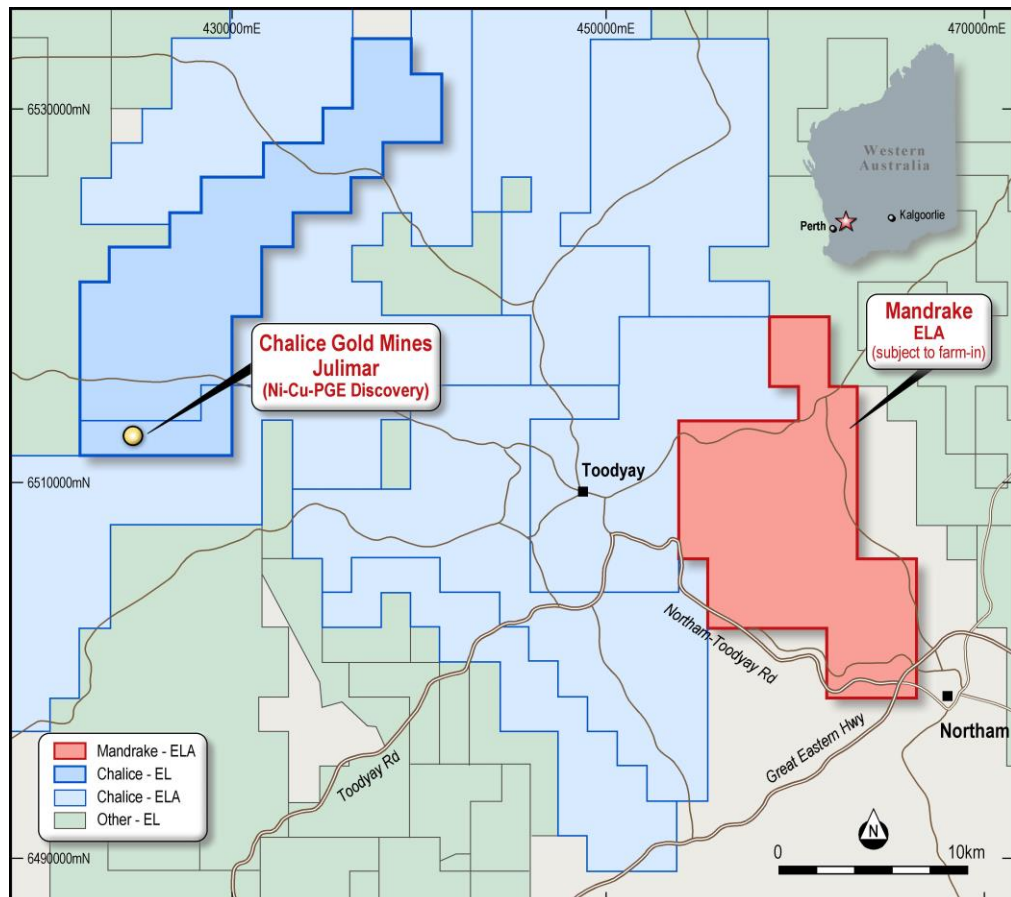 430000mE
450000mE
470000mE
6530000mN
Western
Australia
Perth
Kalgoorlie
Mandrake
ELA
(subject to farm-in)
Chalice Gold Mines
Julimar
(Ni-Cu-PGE Discovery)
Toodyay
6510000mN
Northam-Toodyay Rd
Great Eastern Hwy
Northam
Toodyay Rd
Mandrake - ELA
Chalice - EL
Chalice - ELA
Other - EL
N
0 10km
6490000mN